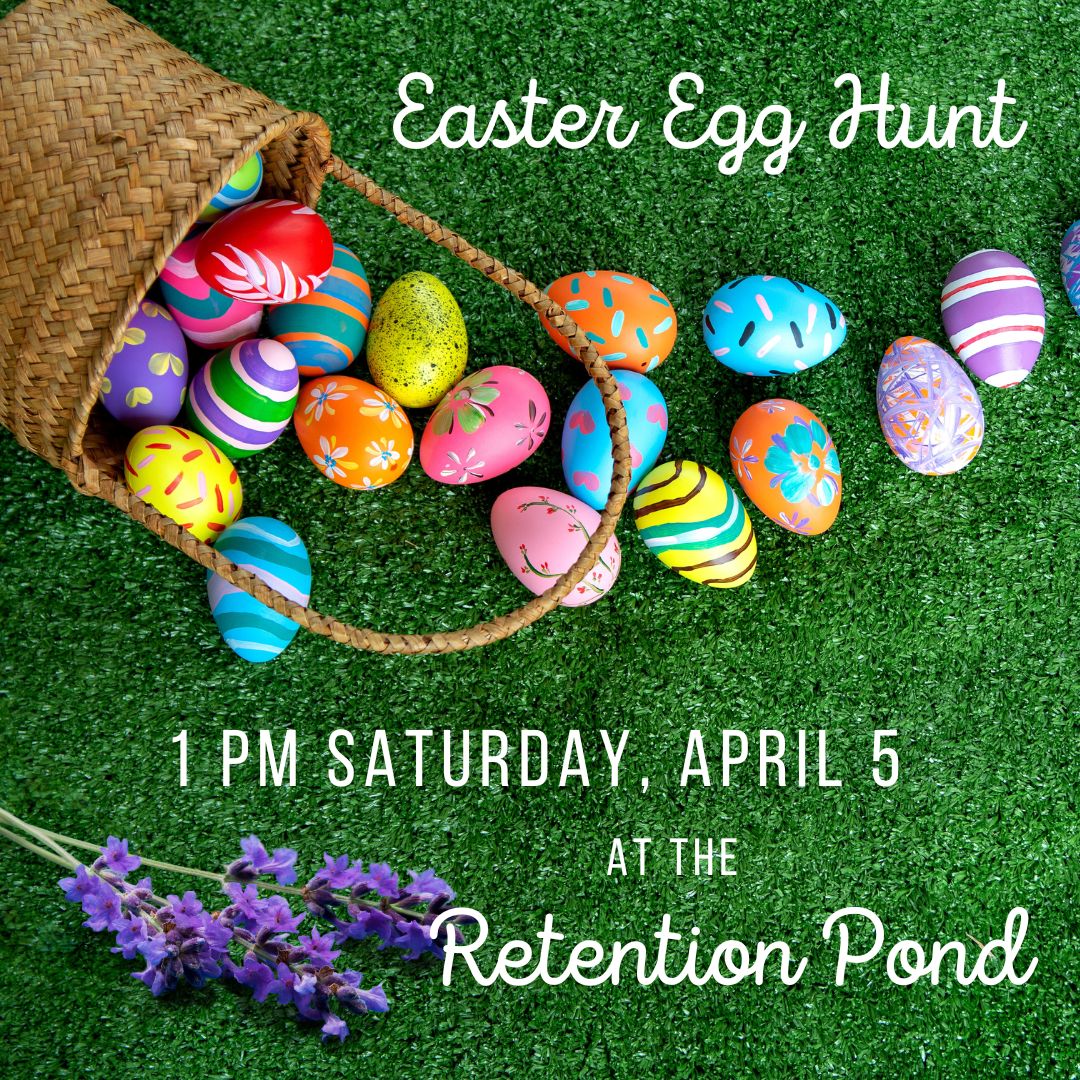 Easter Egg Hunt
1 PM SATURDAY, APRIL 5
AT THE
Retention Pond